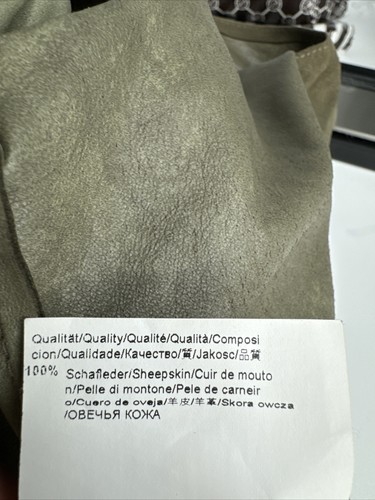 Qualität/Quality/Qualité/Qualità/Composi
cion/Qualidade/Качество/質/Jakosc/品質
100% Schafleder/Sheepskin/Cuir de mouto
n/Pelle di montone/Pele de carneir
o/Cuero de oveja/羊皮/羊革/Skora owcza
/ОВЕЧЬЯ КОЖА